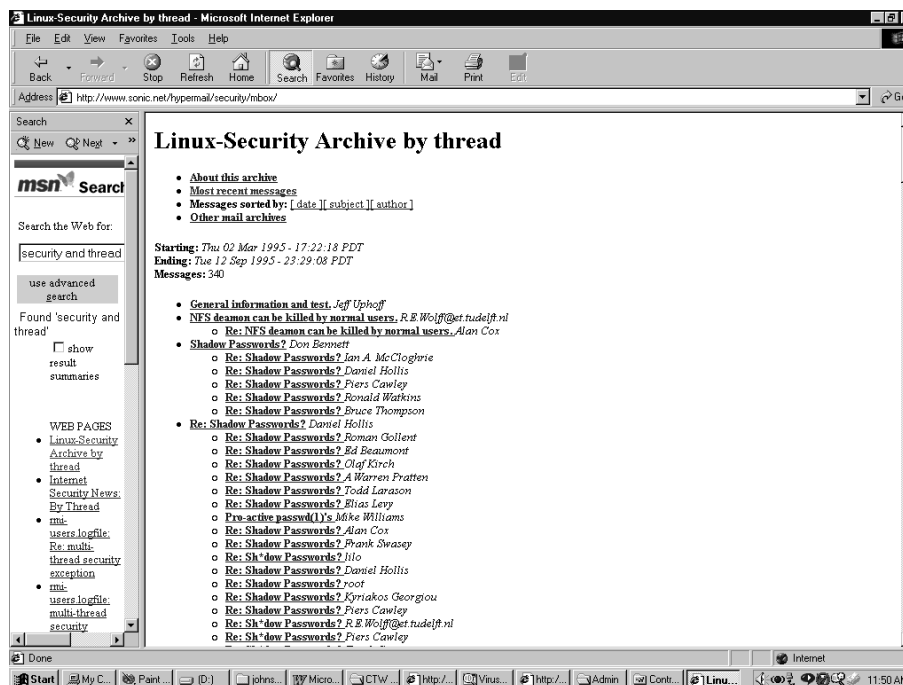 Linux-Security Archive by thread - Microsoft Internet Explorer
File Edit View Favorites Tools Help
Back Forward Stop Refresh Home Search Favorites History Mail Print Edit
Address http://www.sonic.net/hypermail/security/mbox/
Search
New Next »
msn Search
Search the Web for:
security and thread
use advanced
search
Found 'security and
thread'
show
result
summaries
WEB PAGES
Linux-Security
Archive by
thread
Internet
Security News:
By Thread
mi-
users.logfile:
Re: multi-
thread security
exception
mi-
users.logfile:
multi-thread
security
Linux-Security Archive by thread
About this archive
Most recent messages
Messages sorted by: [ date ][ subject ][ author ]
Other mail archives
Starting: Thu 02 Mar 1995 - 17:22:18 PDT
Ending: Tue 12 Sep 1995 - 23:29:08 PDT
Messages: 340
General information and test. Jeff Uphoff
NFS deamon can be killed by normal users. R.E.Wolff@et.tudelft.nl
Re: NFS deamon can be killed by normal users. Alan Cox
Shadow Passwords? Don Bennett
Re: Shadow Passwords? Ian A. McCloghrie
Re: Shadow Passwords? Daniel Hollis
Re: Shadow Passwords? Piers Cawley
Re: Shadow Passwords? Ronald Watkins
Re: Shadow Passwords? Bruce Thompson
Re: Shadow Passwords? Daniel Hollis
Re: Shadow Passwords? Roman Gollent
Re: Shadow Passwords? Ed Beaumont
Re: Shadow Passwords? Olaf Kirch
Re: Shadow Passwords? A Warren Pratten
Re: Shadow Passwords? Todd Larason
Re: Shadow Passwords? Elias Levy
Pro-active passwd(1)'s Mike Williams
Re: Shadow Passwords? Alan Cox
Re: Shadow Passwords? Frank Swasey
Re: Sh*dow Passwords? lilo
Re: Shadow Passwords? Daniel Hollis
Re: Shadow Passwords? root
Re: Shadow Passwords? Kyriakos Georgiou
Re: Shadow Passwords? Piers Cawley
Re: Sh*dow Passwords? R.E.Wolff@et.tudelft.nl
Re: Sh*dow Passwords? Piers Cawley
Done Internet
Start My C... Paint ... (D:) johns... Micro... CTW ... http:/... Virus... http:/... Admin Contr... Linu... 11:50 AM